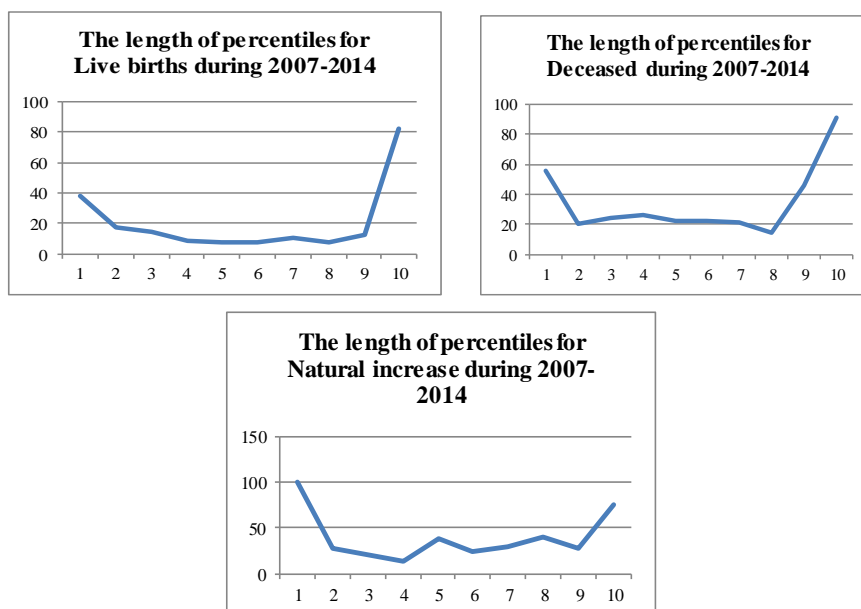 The length of percentiles for
Live births during 2007-2014
100
80
60
40
20
0
1 2 3 4 5 6 7 8 9 10
The length of percentiles for
Deceased during 2007-2014
100
80
60
40
20
0
1 2 3 4 5 6 7 8 9 10
The length of percentiles for
Natural increase during 2007-
2014
150
100
50
0
1 2 3 4 5 6 7 8 9 10